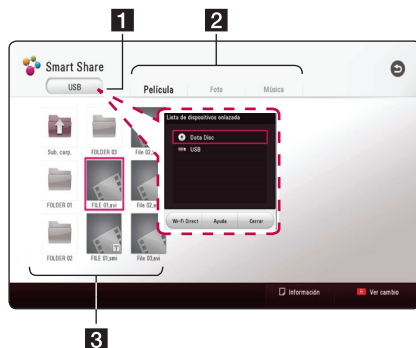 1
2
Smart Share
USB
Película
Foto
Música
Lista de dispositivos enlazada
Data Disc
USB
Sub. carp.
FOLDER 03
File 02.
FOLDER 01
FILE 01.avi
File 02.
Wi-Fi Direct
Ayuda
Cerrar
T
FOLDER 02
FILE 01.smi
File 03.avi
Información
R
Ver cambio
3